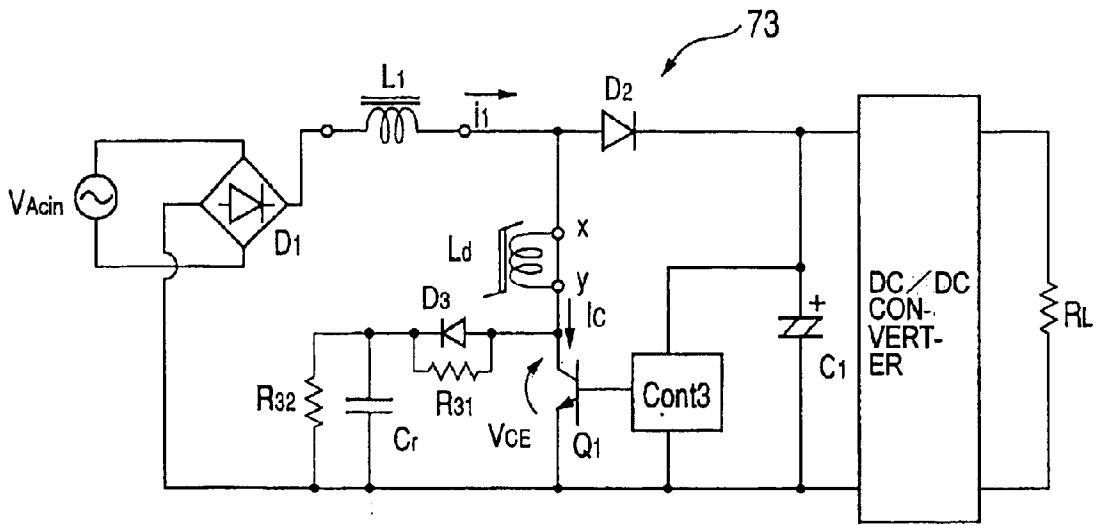 73
L1
i1
D2
VAcin
D1
x
Ld
y
D3
IC
DC/DC
CON-
VERT-
ER
RL
+
C1
R32
Cr
R31
VCE
Q1
Cont3